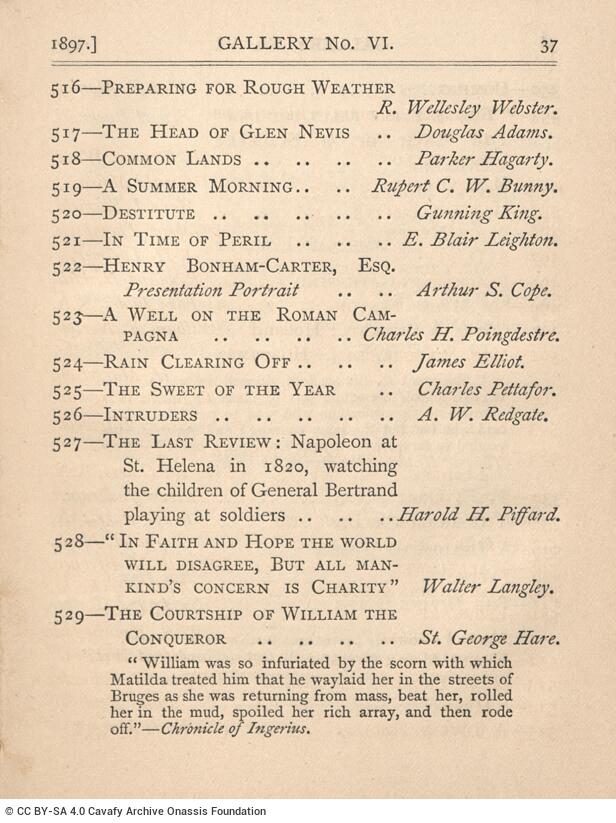 1897.] GALLERY No. VI. 37
516—Preparing for Rough Weather
R. Wellesley Webster.
517—The Head of Glen Nevis .. Douglas Adams.
518—Common Lands .. .. .. .. Parker Hagarty.
519—A Summer Morning.. .. .. Rupert C. W. Bunny.
520—Destitute .. .. .. .. .. Gunning King.
521—In Time of Peril .. .. .. E. Blair Leighton.
522—Henry Bonham-Carter, Esq.
Presentation Portrait .. .. Arthur S. Cope.
523—A Well on the Roman Cam-
pagna .. .. .. .. Charles H. Poingdestre.
524—Rain Clearing Off .. .. .. James Elliot.
525—The Sweet of the Year .. Charles Pettafor.
526—Intruders .. .. .. .. .. .. A. W. Redgate.
527—The Last Review: Napoleon at
St. Helena in 1820, watching
the children of General Bertrand
playing at soldiers .. .. .. Harold H. Piffard.
528—“In Faith and Hope the world
will disagree, But all man-
kind's concern is Charity” Walter Langley.
529—The Courtship of William the
Conqueror .. .. .. .. St. George Hare.
“William was so infuriated by the scorn with which
Matilda treated him that he waylaid her in the streets of
Bruges as she was returning from mass, beat her, rolled
her in the mud, spoiled her rich array, and then rode
off.”—Chronicle of Ingerius.
© CC BY-SA 4.0 Cavafy Archive Onassis Foundation